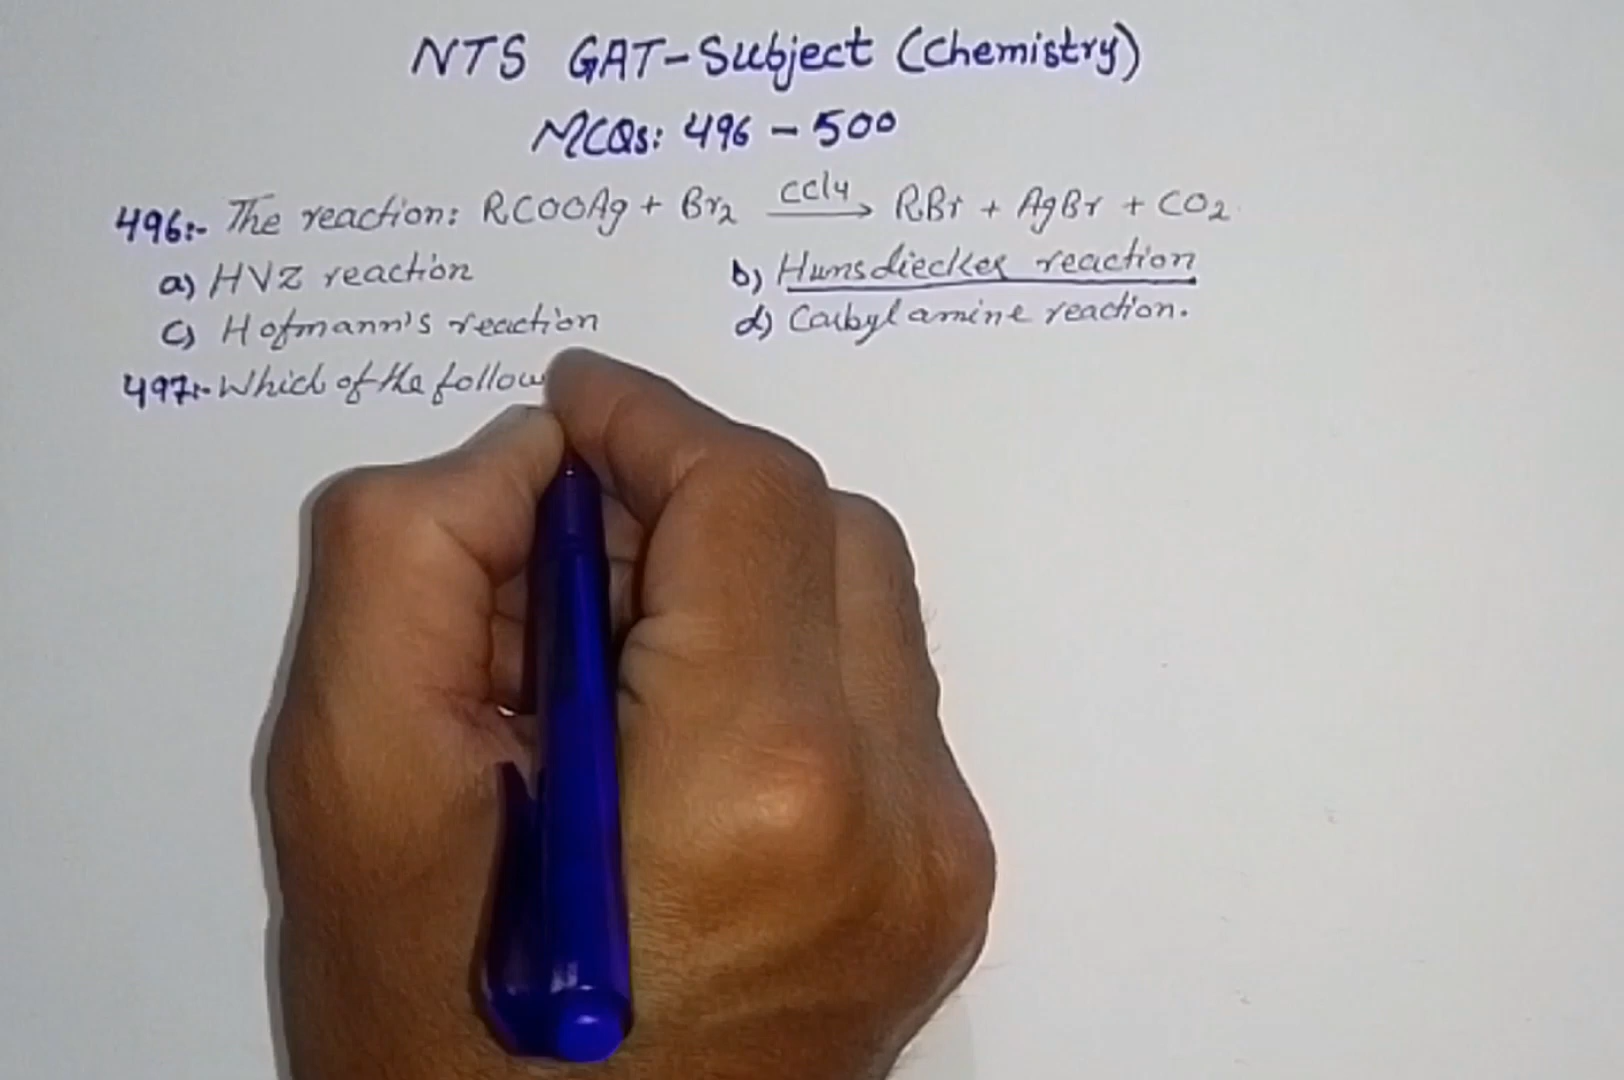 NTS GAT-Subject (Chemistry)
MCQs: 496 - 500
496:- The reaction: RCOOAg + Br2 CCl4 → RBr + AgBr + CO2
a) HVZ reaction b) Hunsdiecker reaction
c) Hofmann's reaction d) Carbylamine reaction.
497:- Which of the follow